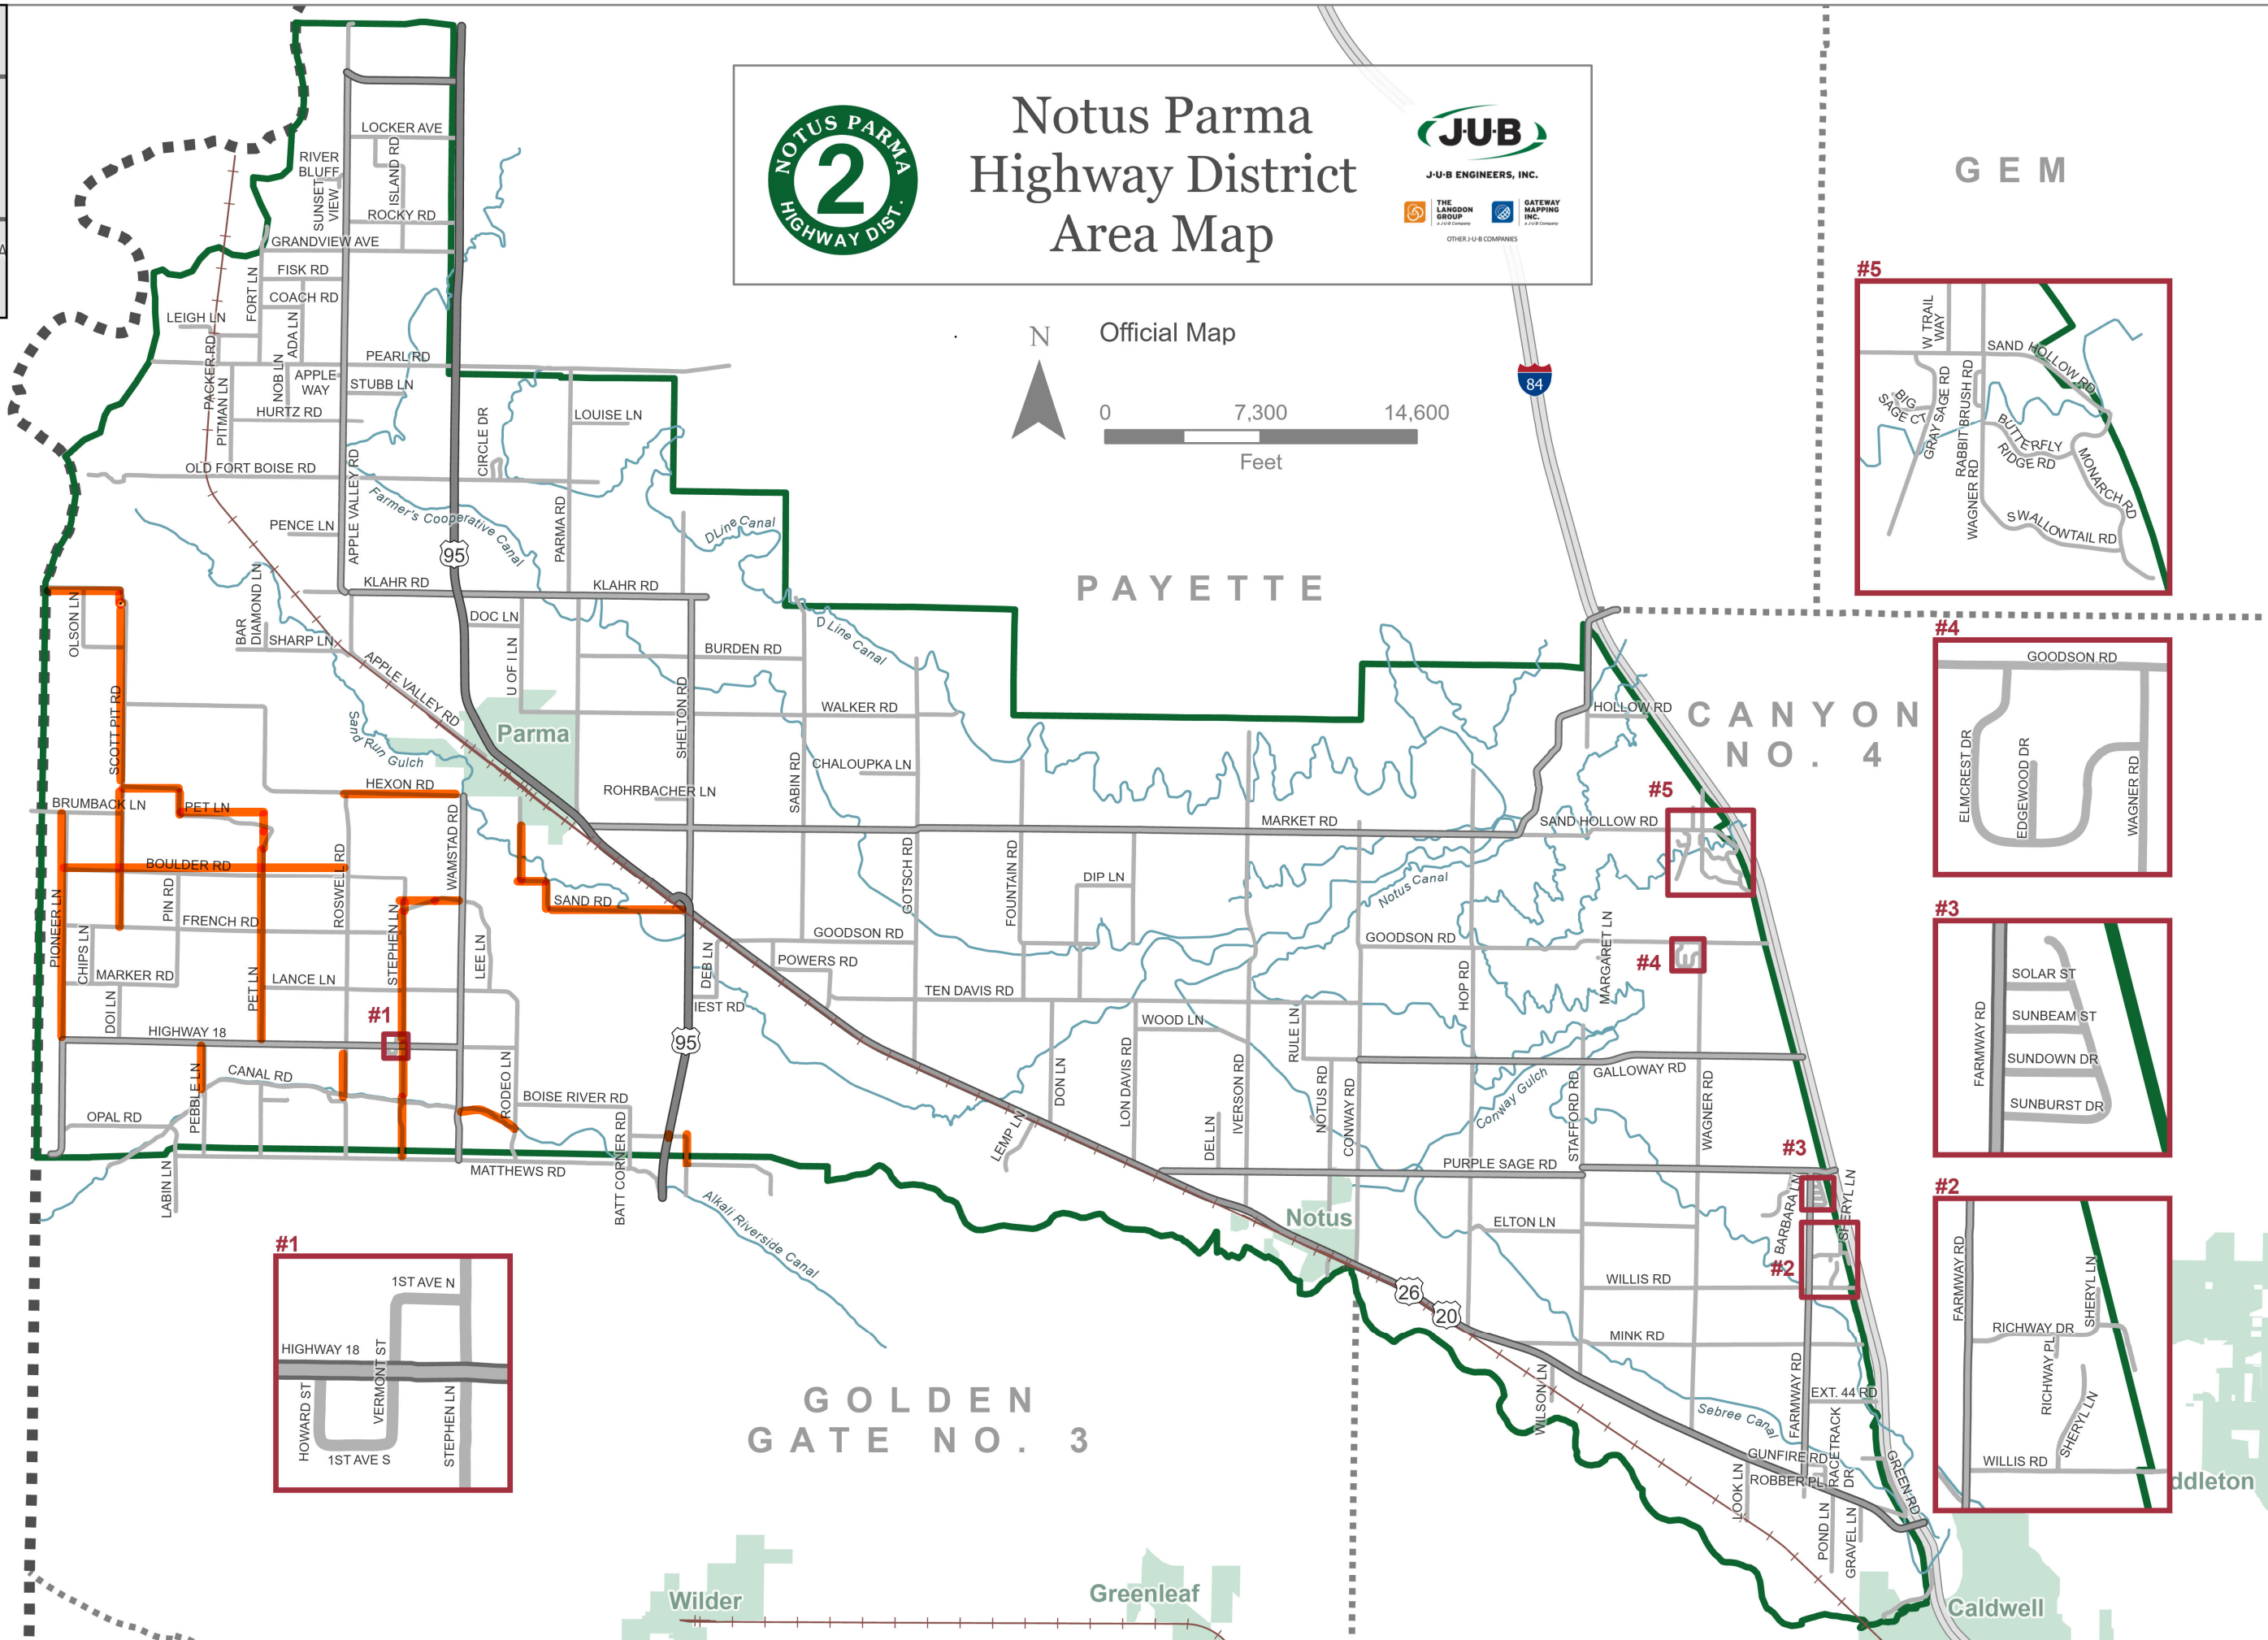 NOTUS PARMA
2
HIGHWAY DIST.
Notus Parma
Highway District
Area Map
J·U·B
J·U·B ENGINEERS, INC.
THE
LANGDON
GROUP
a J·U·B Company
GATEWAY
MAPPING
INC.
a J·U·B Company
OTHER J·U·B COMPANIES
N
Official Map
0
7,300
14,600
Feet
GEM
PAYETTE
CANYON
NO. 4
GOLDEN
GATE NO. 3
84
95
95
26
20
LOCKER AVE
RIVER
BLUFF
SUNSET
VIEW
ISLAND RD
ROCKY RD
GRANDVIEW AVE
FISK RD
FORT LN
COACH RD
LEIGH LN
ADA LN
PACKER RD
PEARL RD
NOB LN
APPLE
WAY
STUBB LN
PITMAN LN
HURTZ RD
CIRCLE DR
LOUISE LN
OLD FORT BOISE RD
APPLE VALLEY RD
Farmer's Cooperative Canal
PENCE LN
PARMA RD
DLine Canal
KLAHR RD
KLAHR RD
OLSON LN
BAR
DIAMOND LN
SHARP LN
DOC LN
U OF I LN
BURDEN RD
D Line Canal
APPLE VALLEY RD
SCOTT PIT RD
Sand Run Gulch
Parma
SHELTON RD
WALKER RD
HOLLOW RD
CHALOUPKA LN
SABIN RD
HEXON RD
ROHRBACHER LN
BRUMBACK LN
PET LN
MARKET RD
SAND HOLLOW RD
#5
BOULDER RD
ROSWELL RD
WAMSTAD RD
GOTSCH RD
FOUNTAIN RD
DIP LN
Notus Canal
PIONEER LN
PIN RD
FRENCH RD
SAND RD
CHIPS LN
STEPHEN LN
LEE LN
GOODSON RD
GOODSON RD
MARGARET LN
#4
MARKER RD
PET LN
LANCE LN
DEB LN
POWERS RD
HOP RD
DOI LN
#1
TEN DAVIS RD
IEST RD
WOOD LN
RULE LN
HIGHWAY 18
CANAL RD
PEBBLE LN
RODEO LN
BOISE RIVER RD
DON LN
LON DAVIS RD
IVERSON RD
NOTUS RD
CONWAY RD
GALLOWAY RD
Conway Gulch
STAFFORD RD
WAGNER RD
OPAL RD
LEMP LN
DEL LN
#3
LABIN LN
MATTHEWS RD
BATT CORNER RD
PURPLE SAGE RD
Alkali Riverside Canal
Notus
ELTON LN
BARBARA LN
SHERYL LN
#2
WILLIS RD
MINK RD
WILSON LN
FARMWAY RD
EXT. 44 RD
Sebree Canal
GUNFIRE RD
ROBBER PL
RACETRACK
DR
LOOK LN
POND LN
GRAVEL LN
GREEN RD
Wilder
Greenleaf
Caldwell
ddleton
#5
W TRAIL
WAY
SAND HOLLOW RD
BIG
SAGE CT
GRAY SAGE RD
RABBIT BRUSH RD
WAGNER RD
BUTTERFLY
RIDGE RD
MONARCH RD
SWALLOWTAIL RD
#4
GOODSON RD
ELMCREST DR
EDGEWOOD DR
WAGNER RD
#3
SOLAR ST
SUNBEAM ST
FARMWAY RD
SUNDOWN DR
SUNBURST DR
#2
FARMWAY RD
SHERYL LN
RICHWAY DR
RICHWAY PL
SHERYL LN
WILLIS RD
#1
1ST AVE N
HIGHWAY 18
VERMONT ST
HOWARD ST
STEPHEN LN
1ST AVE S